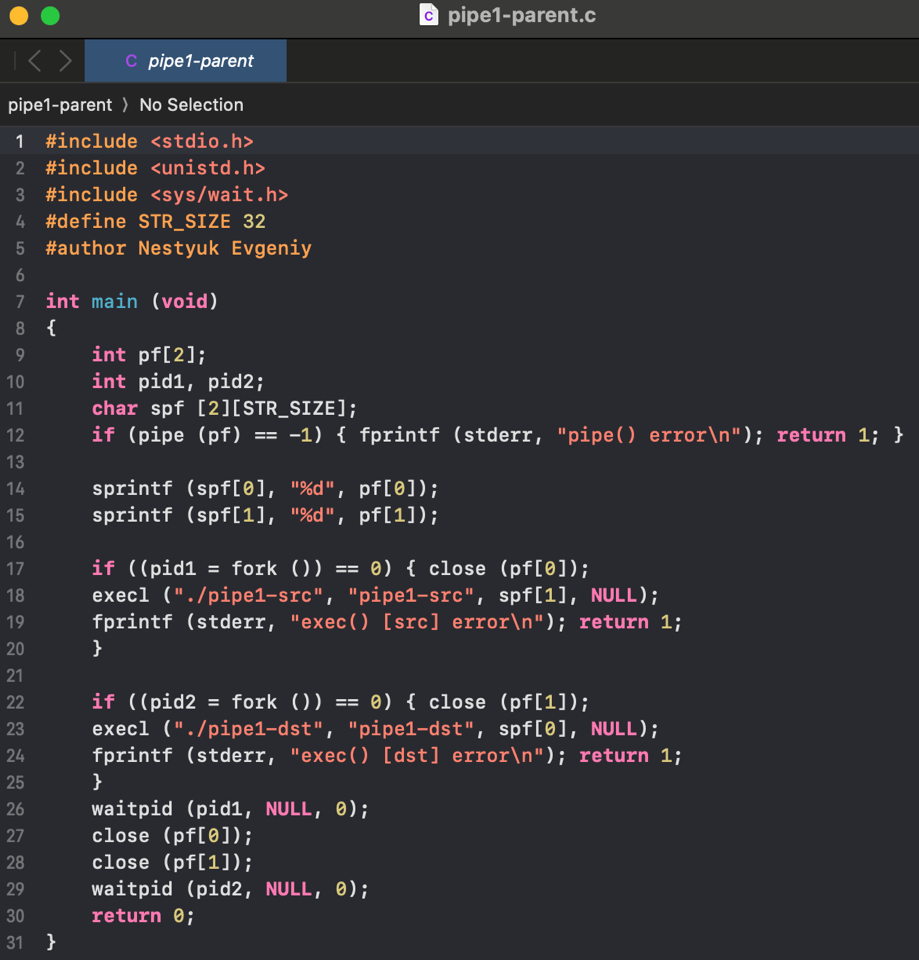 pipe1-parent.c
C pipe1-parent
pipe1-parent ⟩ No Selection
1 #include <stdio.h>
2 #include <unistd.h>
3 #include <sys/wait.h>
4 #define STR_SIZE 32
5 #author Nestyuk Evgeniy
6
7 int main (void)
8 {
9     int pf[2];
10     int pid1, pid2;
11     char spf [2][STR_SIZE];
12     if (pipe (pf) == -1) { fprintf (stderr, "pipe() error\n"); return 1; }
13
14     sprintf (spf[0], "%d", pf[0]);
15     sprintf (spf[1], "%d", pf[1]);
16
17     if ((pid1 = fork ()) == 0) { close (pf[0]);
18     execl ("./pipe1-src", "pipe1-src", spf[1], NULL);
19     fprintf (stderr, "exec() [src] error\n"); return 1;
20     }
21
22     if ((pid2 = fork ()) == 0) { close (pf[1]);
23     execl ("./pipe1-dst", "pipe1-dst", spf[0], NULL);
24     fprintf (stderr, "exec() [dst] error\n"); return 1;
25     }
26     waitpid (pid1, NULL, 0);
27     close (pf[0]);
28     close (pf[1]);
29     waitpid (pid2, NULL, 0);
30     return 0;
31 }